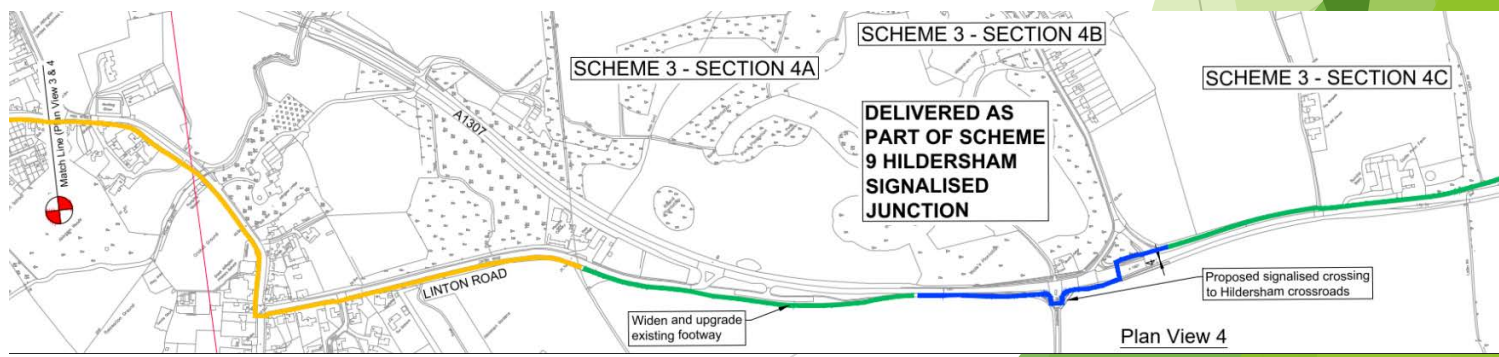 SCHEME 3 - SECTION 4A
SCHEME 3 - SECTION 4B
SCHEME 3 - SECTION 4C
DELIVERED AS
PART OF SCHEME
9 HILDERSHAM
SIGNALISED
JUNCTION
Match Line (Plan View 3 & 4
A1307
LINTON ROAD
Widen and upgrade
existing footway
Proposed signalised crossing
to Hildersham crossroads
Plan View 4